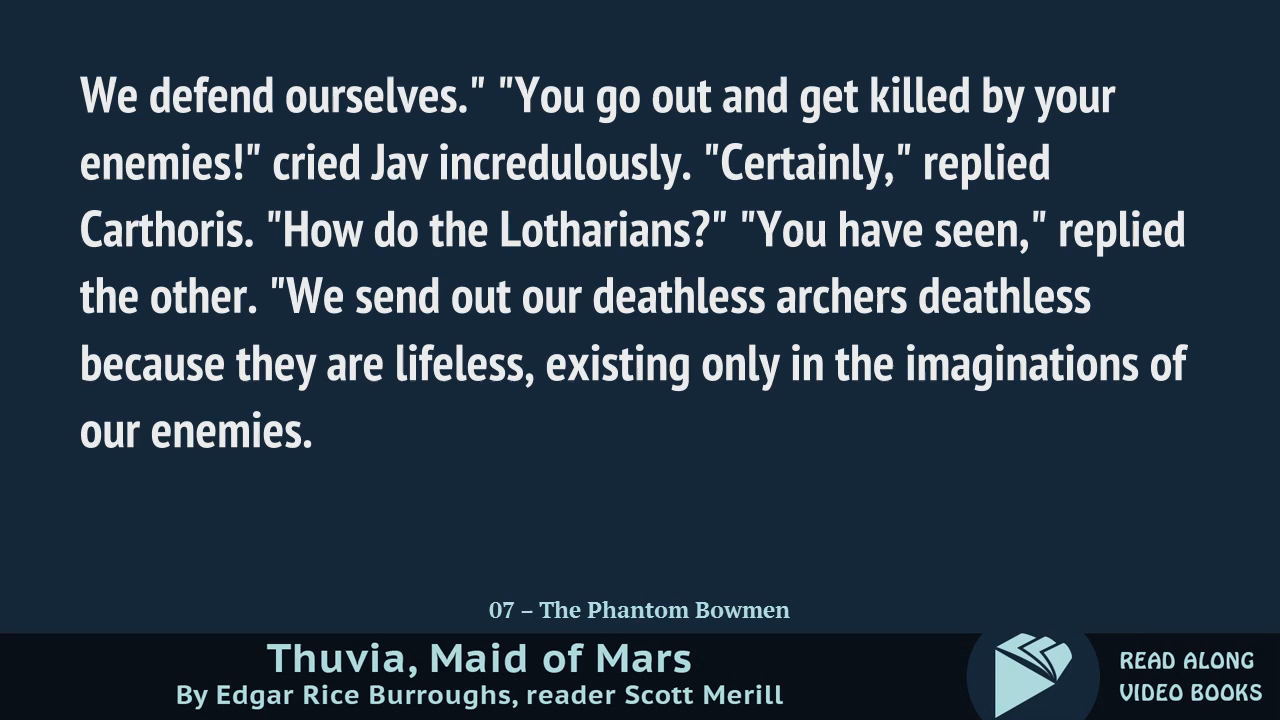 We defend ourselves." "You go out and get killed by your
enemies!" cried Jav incredulously. "Certainly," replied
Carthoris. "How do the Lotharians?" "You have seen," replied
the other. "We send out our deathless archers deathless
because they are lifeless, existing only in the imaginations of
our enemies.
07 – The Phantom Bowmen
Thuvia, Maid of Mars
By Edgar Rice Burroughs, reader Scott Merill
READ ALONG
VIDEO BOOKS